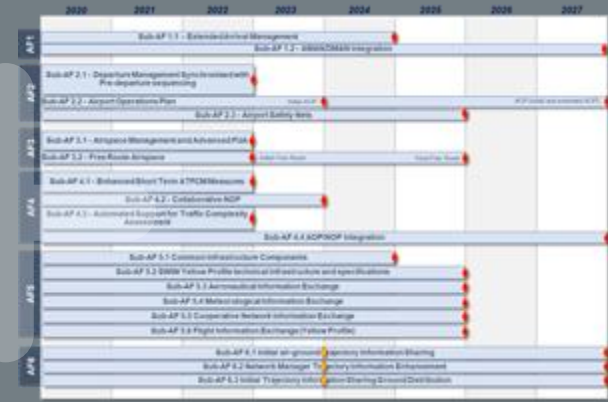 2020 2021 2022 2023 2024 2025 2026 2027
AF1
Sub-AF 1.1 - Extended Arrival Management
Sub-AF 1.2 - AMAN/DMAN Integration
AF2
Sub-AF 2.1 - Departure Management Synchronised with
Pre-departure sequencing
Sub-AF 2.2 - Airport Operations Plan
Initial AOP
Sub-AF 2.3 - Airport Safety Nets
AF3
Sub-AF 3.1 - Airspace Management and Advanced FUA
Sub-AF 3.2 - Free Route Airspace
Initial Free Route
Final Free Route
AF4
Sub-AF 4.1 - Enhanced Short Term ATFCM Measures
Sub-AF 4.2 - Collaborative NOP
Sub-AF 4.3 - Automated Support for Traffic Complexity
Assessment
Sub-AF 4.4 AOP/NOP Integration
AF5
Sub-AF 5.1 Common Infrastructure Components
Sub-AF 5.2 SWIM Yellow Profile technical infrastructure and specifications
Sub-AF 5.3 Aeronautical Information Exchange
Sub-AF 5.4 Meteorological Information Exchange
Sub-AF 5.5 Cooperative Network Information Exchange
Sub-AF 5.6 Flight Information Exchange (Yellow Profile)
AF6
Sub-AF 6.1 Initial air-ground Trajectory Information Sharing
Sub-AF 6.2 Network Manager Trajectory Information Enhancement
Sub-AF 6.3 Initial Trajectory Information Sharing Ground Distribution